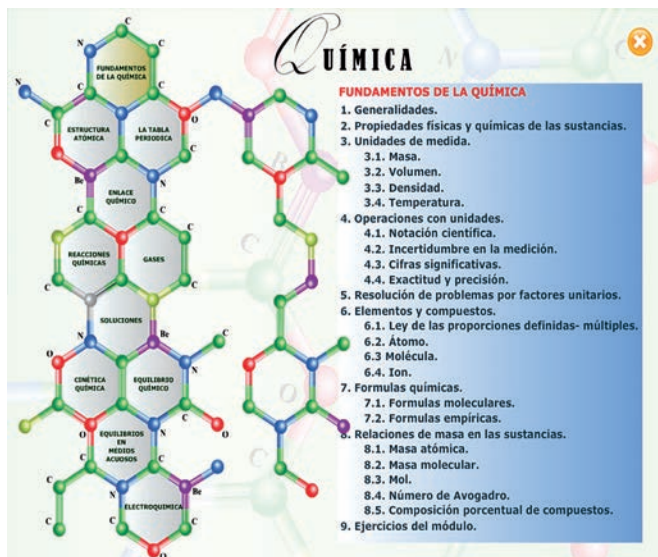 QUÍMICA
C
C
N
FUNDAMENTOS
DE LA QUÍMICA
N
C
C
C
O
ESTRUCTURA
ATÓMICA
LA TABLA
PERIODICA
C
Be
N
ENLACE
QUÍMICO
C
C
C
REACCIONES
QUÍMICAS
GASES
C
C
SOLUCIONES
N
Be
C
O
N
CINÉTICA
QUÍMICA
EQUILIBRIO
QUÍMICO
C
O
N
O
EQUILIBRIOS
EN
MEDIOS
ACUOSOS
C
C
C
N
Be
ELECTROQUIMICA
C
C
C
O
FUNDAMENTOS DE LA QUÍMICA
1. Generalidades.
2. Propiedades físicas y químicas de las sustancias.
3. Unidades de medida.
3.1. Masa.
3.2. Volumen.
3.3. Densidad.
3.4. Temperatura.
4. Operaciones con unidades.
4.1. Notación científica.
4.2. Incertidumbre en la medición.
4.3. Cifras significativas.
4.4. Exactitud y precisión.
5. Resolución de problemas por factores unitarios.
6. Elementos y compuestos.
6.1. Ley de las proporciones definidas- múltiples.
6.2. Átomo.
6.3 Molécula.
6.4. Ion.
7. Formulas químicas.
7.1. Formulas moleculares.
7.2. Formulas empíricas.
8. Relaciones de masa en las sustancias.
8.1. Masa atómica.
8.2. Masa molecular.
8.3. Mol.
8.4. Número de Avogadro.
8.5. Composición porcentual de compuestos.
9. Ejercicios del módulo.